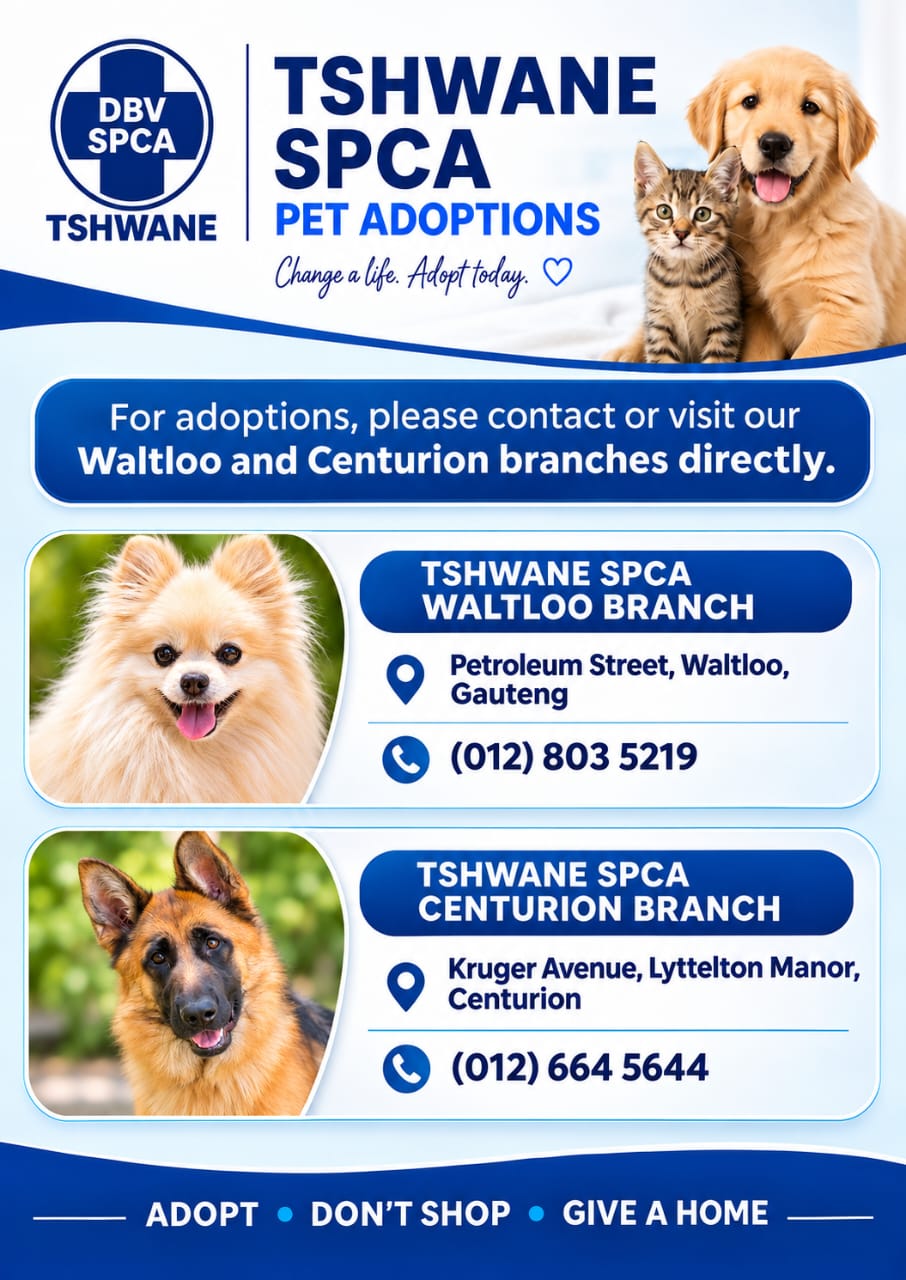 DBV
SPCA
TSHWANE
TSHWANE
SPCA
PET ADOPTIONS
Change a life. Adopt today.
For adoptions, please contact or visit our
Waltloo and Centurion branches directly.
TSHWANE SPCA
WALTLOO BRANCH
Petroleum Street, Waltloo,
Gauteng
(012) 803 5219
TSHWANE SPCA
CENTURION BRANCH
Kruger Avenue, Lyttelton Manor,
Centurion
(012) 664 5644
ADOPT • DON'T SHOP • GIVE A HOME